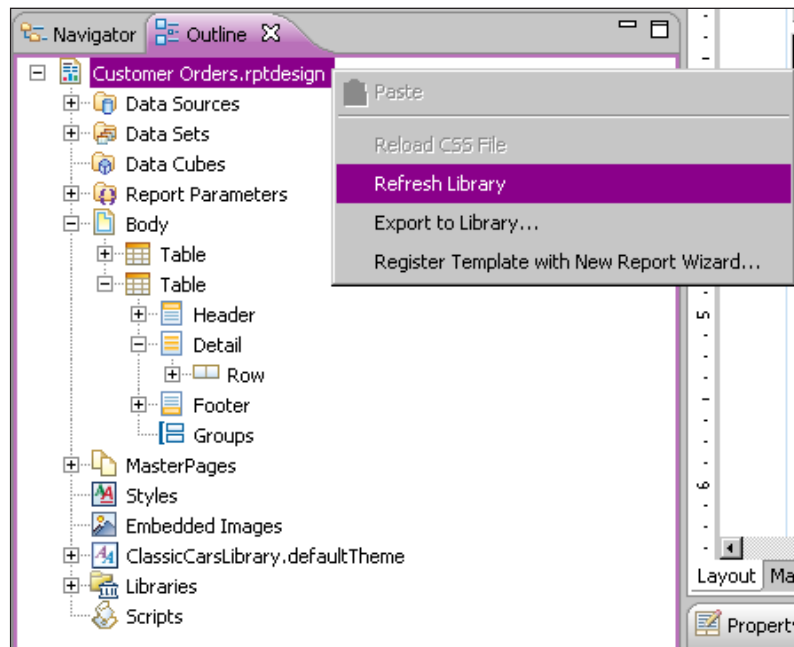 Navigator Outline
Customer Orders.rptdesign
Data Sources
Data Sets
Data Cubes
Report Parameters
Body
Table
Table
Header
Detail
Row
Footer
Groups
MasterPages
Styles
Embedded Images
ClassicCarsLibrary.defaultTheme
Libraries
Scripts
Paste
Reload CSS File
Refresh Library
Export to Library...
Register Template with New Report Wizard...
5
6
Layout Ma
Property